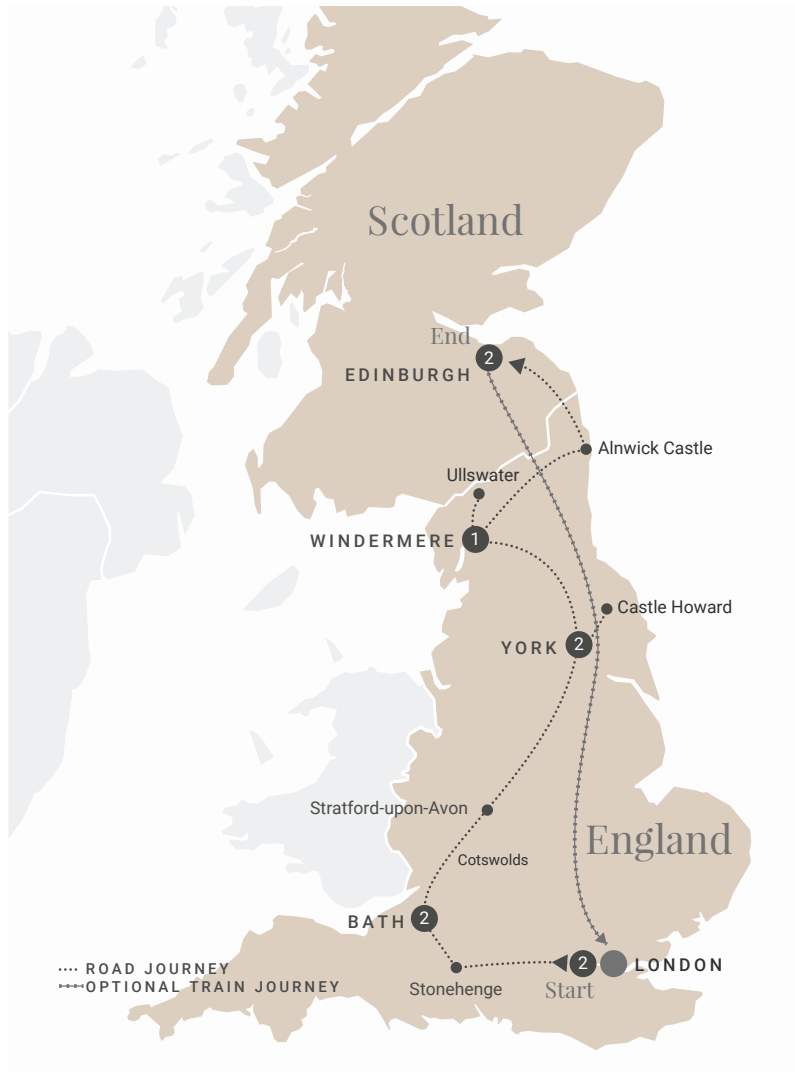 Scotland
End
2
EDINBURGH
Alnwick Castle
Ullswater
WINDERMERE
1
Castle Howard
YORK
2
Stratford-upon-Avon
England
Cotswolds
BATH
2
ROAD JOURNEY
OPTIONAL TRAIN JOURNEY
Stonehenge
2
LONDON
Start